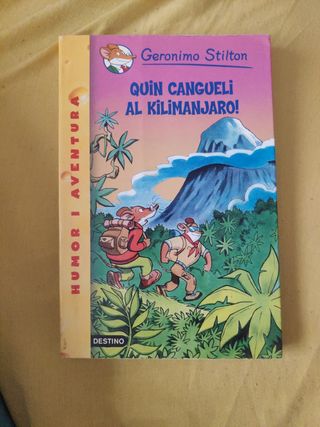 Geronimo Stilton
QUIN CANGUELI
AL KILIMANJARO!
HUMOR I AVENTURA
DESTINO